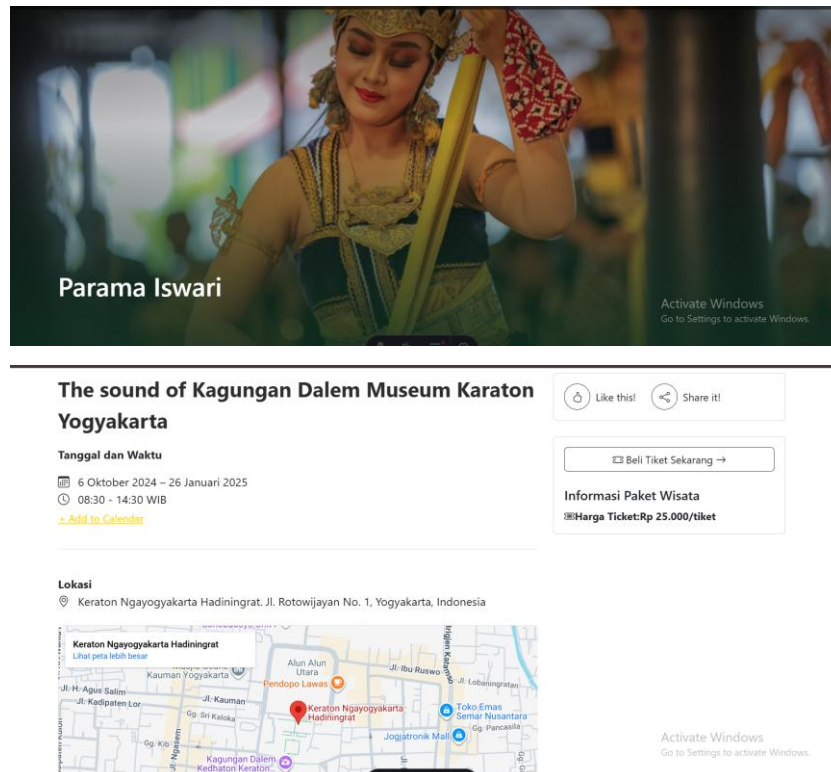 Parama Iswari
Activate Windows
Go to Settings to activate Windows.
The sound of Kagungan Dalem Museum Karaton
Yogyakarta
Tanggal dan Waktu
6 Oktober 2024 – 26 Januari 2025
08:30 - 14:30 WIB
+ Add to Calendar
Like this!
Share it!
Beli Tiket Sekarang →
Informasi Paket Wisata
Harga Ticket:Rp 25.000/tiket
Lokasi
Keraton Ngayogyakarta Hadiningrat. Jl. Rotowijayan No. 1, Yogyakarta, Indonesia
Keraton Ngayogyakarta Hadiningrat
Lihat peta lebih besar
Kauman Yogyakarta
Alun Alun
Utara
Pendopo Lawas
Jl. Ibu Ruswo
Jl. Lobaningratan
Jl. H. Agus Salim
Jl. Kadipaten Lor
Jl. Kauman
Gg. Sri Kaloka
Keraton Ngayogyakarta
Hadiningrat
Toko Emas
Semar Nusantara
Gg. Pancasila
Jogjatronik Mall
Gg. Kib
Jl. Ngasem
Kagungan Dalem
Kedhaton Keraton...
Activate Windows
Go to Settings to activate Windows.